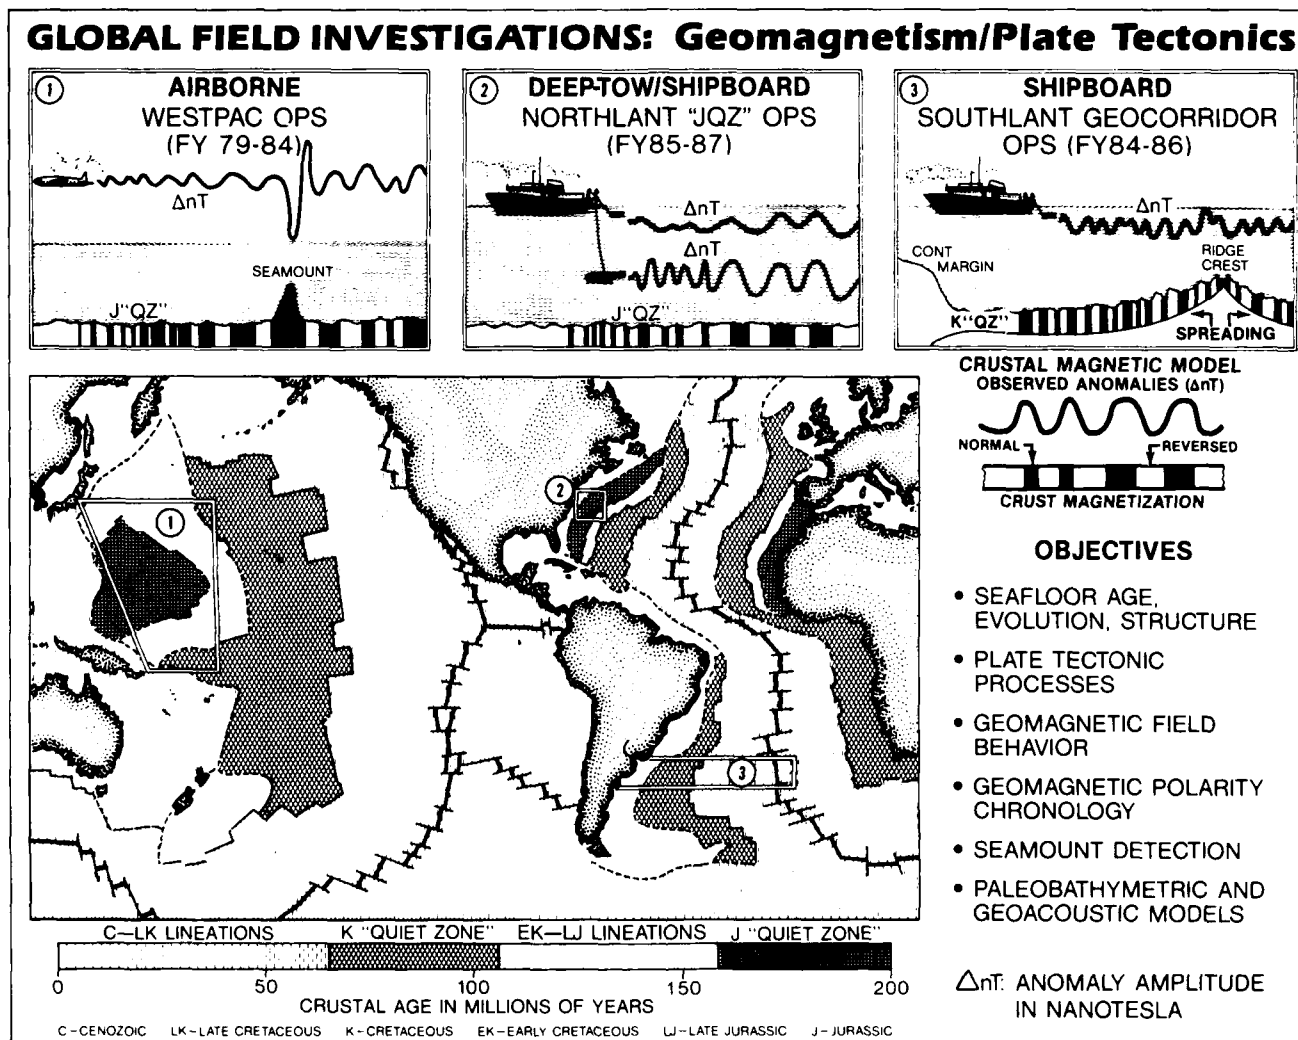 GLOBAL FIELD INVESTIGATIONS: Geomagnetism/Plate Tectonics
1
AIRBORNE
WESTPAC OPS
(FY 79-84)
ΔnT
SEAMOUNT
J"QZ"
2
DEEP-TOW/SHIPBOARD
NORTHLANT "JQZ" OPS
(FY85-87)
ΔnT
ΔnT
J"QZ"
3
SHIPBOARD
SOUTHLANT GEOCORRIDOR
OPS (FY84-86)
ΔnT
CONT
MARGIN
RIDGE
CREST
K"QZ"
SPREADING
CRUSTAL MAGNETIC MODEL
OBSERVED ANOMALIES (ΔnT)
NORMAL
REVERSED
CRUST MAGNETIZATION
1
2
3
OBJECTIVES
• SEAFLOOR AGE,
EVOLUTION, STRUCTURE
• PLATE TECTONIC
PROCESSES
• GEOMAGNETIC FIELD
BEHAVIOR
• GEOMAGNETIC POLARITY
CHRONOLOGY
• SEAMOUNT DETECTION
• PALEOBATHYMETRIC AND
GEOACOUSTIC MODELS
ΔnT: ANOMALY AMPLITUDE
IN NANOTESLA
C–LK LINEATIONS K "QUIET ZONE" EK–LJ LINEATIONS J "QUIET ZONE"
0 50 100 150 200
CRUSTAL AGE IN MILLIONS OF YEARS
C-CENOZOIC LK-LATE CRETACEOUS K-CRETACEOUS EK-EARLY CRETACEOUS LJ-LATE JURASSIC J-JURASSIC